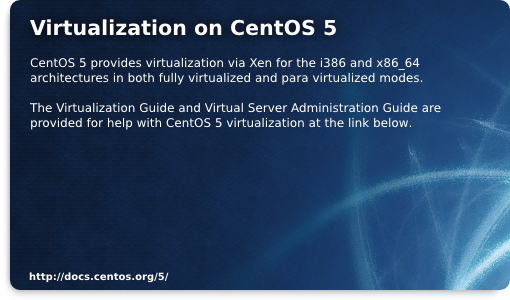 Virtualization on CentOS 5
CentOS 5 provides virtualization via Xen for the i386 and x86_64
architectures in both fully virtualized and para virtualized modes.
The Virtualization Guide and Virtual Server Administration Guide are
provided for help with CentOS 5 virtualization at the link below.
http://docs.centos.org/5/